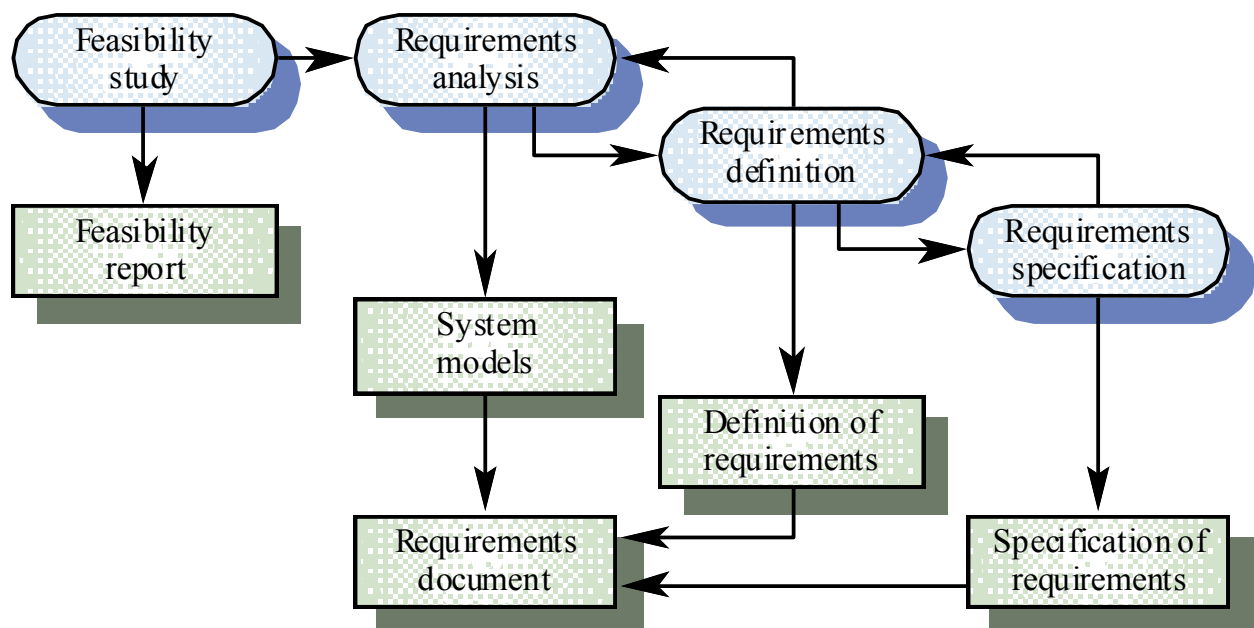 Feasibility
study
Requirements
analysis
Requirements
definition
Feasibility
report
Requirements
specification
System
models
Definition of
requirements
Requirements
document
Specification of
requirements